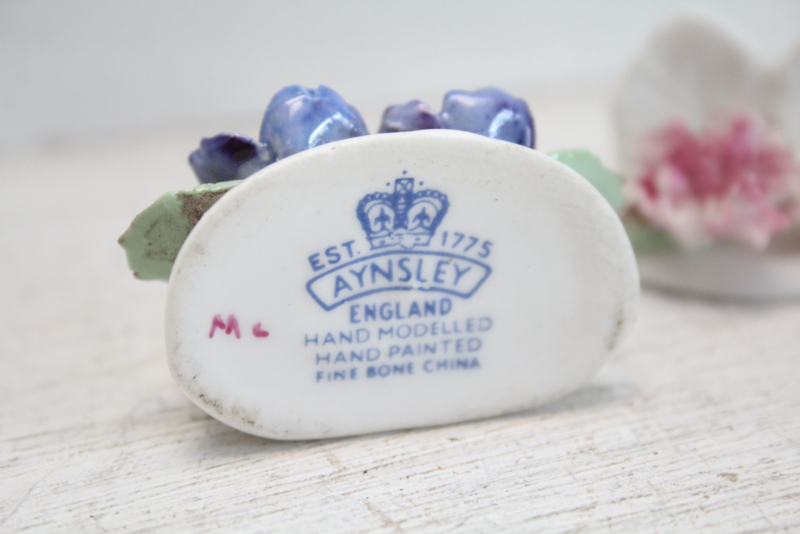 EST. 1775
AYNSLEY
ENGLAND
HAND MODELLED
HAND PAINTED
FINE BONE CHINA
Mc